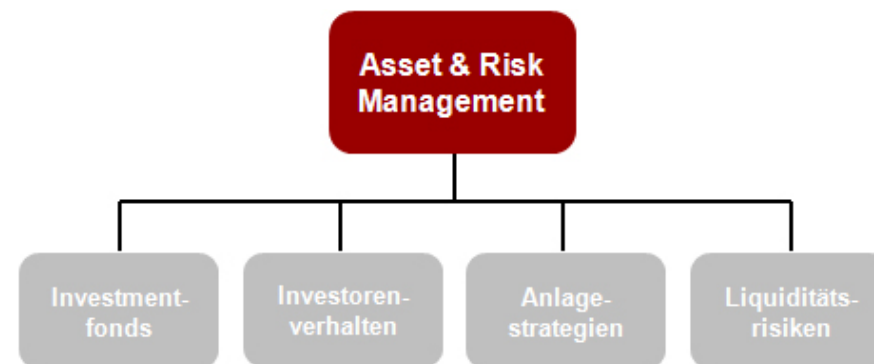 Asset & Risk
Management
Investment-
fonds
Investoren-
verhalten
Anlage-
strategien
Liquiditäts-
risiken